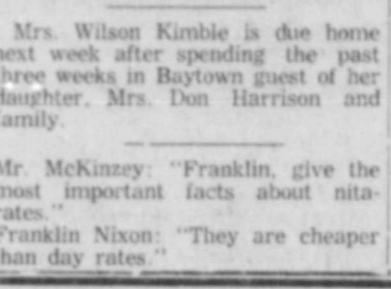 Mrs. Wilson Kimble is due home
next week after spending the past
three weeks in Baytown guest of her
daughter, Mrs. Don Harrison and
family.
Mr. McKinzey: "Franklin, give the
most important facts about nita-
rates."
Franklin Nixon: "They are cheaper
than day rates."